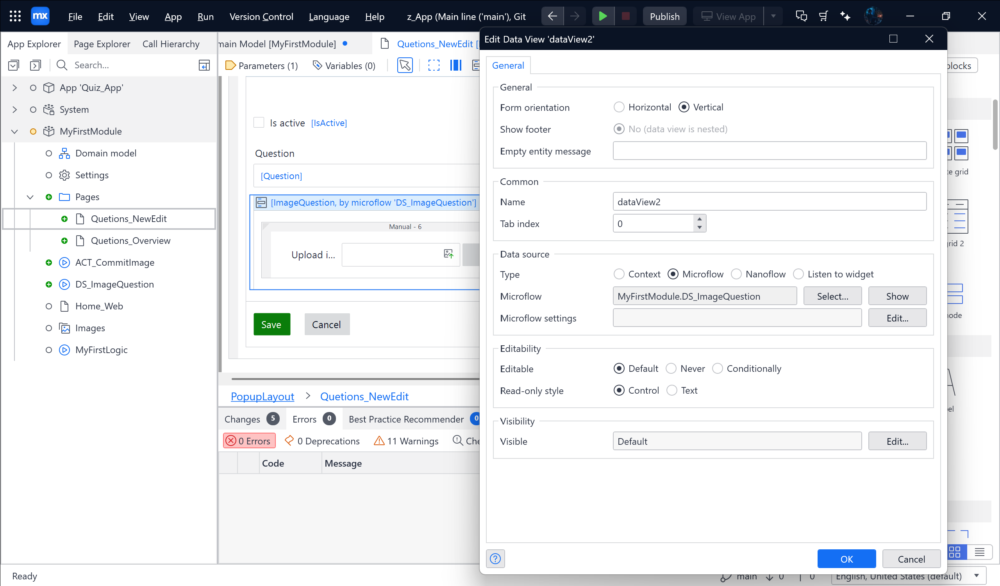 mx File Edit View App Run Version Control Language Help z_App (Main line ('main'), Git Publish View App
App Explorer Page Explorer Call Hierarchy
main Model [MyFirstModule]
Quetions_NewEdit [
Search...
Parameters (1) Variables (0)
App 'Quiz_App'
System
MyFirstModule
Domain model
Settings
Pages
Quetions_NewEdit
Quetions_Overview
ACT_CommitImage
DS_ImageQuestion
Home_Web
Images
MyFirstLogic
Is active [IsActive]
Question
[Question]
[ImageQuestion, by microflow 'DS_ImageQuestion']
Manual - 6
Upload i...
Save Cancel
PopupLayout > Quetions_NewEdit
Changes 5 Errors 0 Best Practice Recommender 0
0 Errors 0 Deprecations 11 Warnings Che
Code Message
Edit Data View 'dataView2'
General
General
Form orientation Horizontal Vertical
Show footer No (data view is nested)
Empty entity message
Common
Name dataView2
Tab index 0
Data source
Type Context Microflow Nanoflow Listen to widget
Microflow MyFirstModule.DS_ImageQuestion Select... Show
Microflow settings Edit...
Editability
Editable Default Never Conditionally
Read-only style Control Text
Visibility
Visible Default Edit...
OK Cancel
blocks
te grid
grid 2
node
el
Ready
main 0 0 English, United States (default)